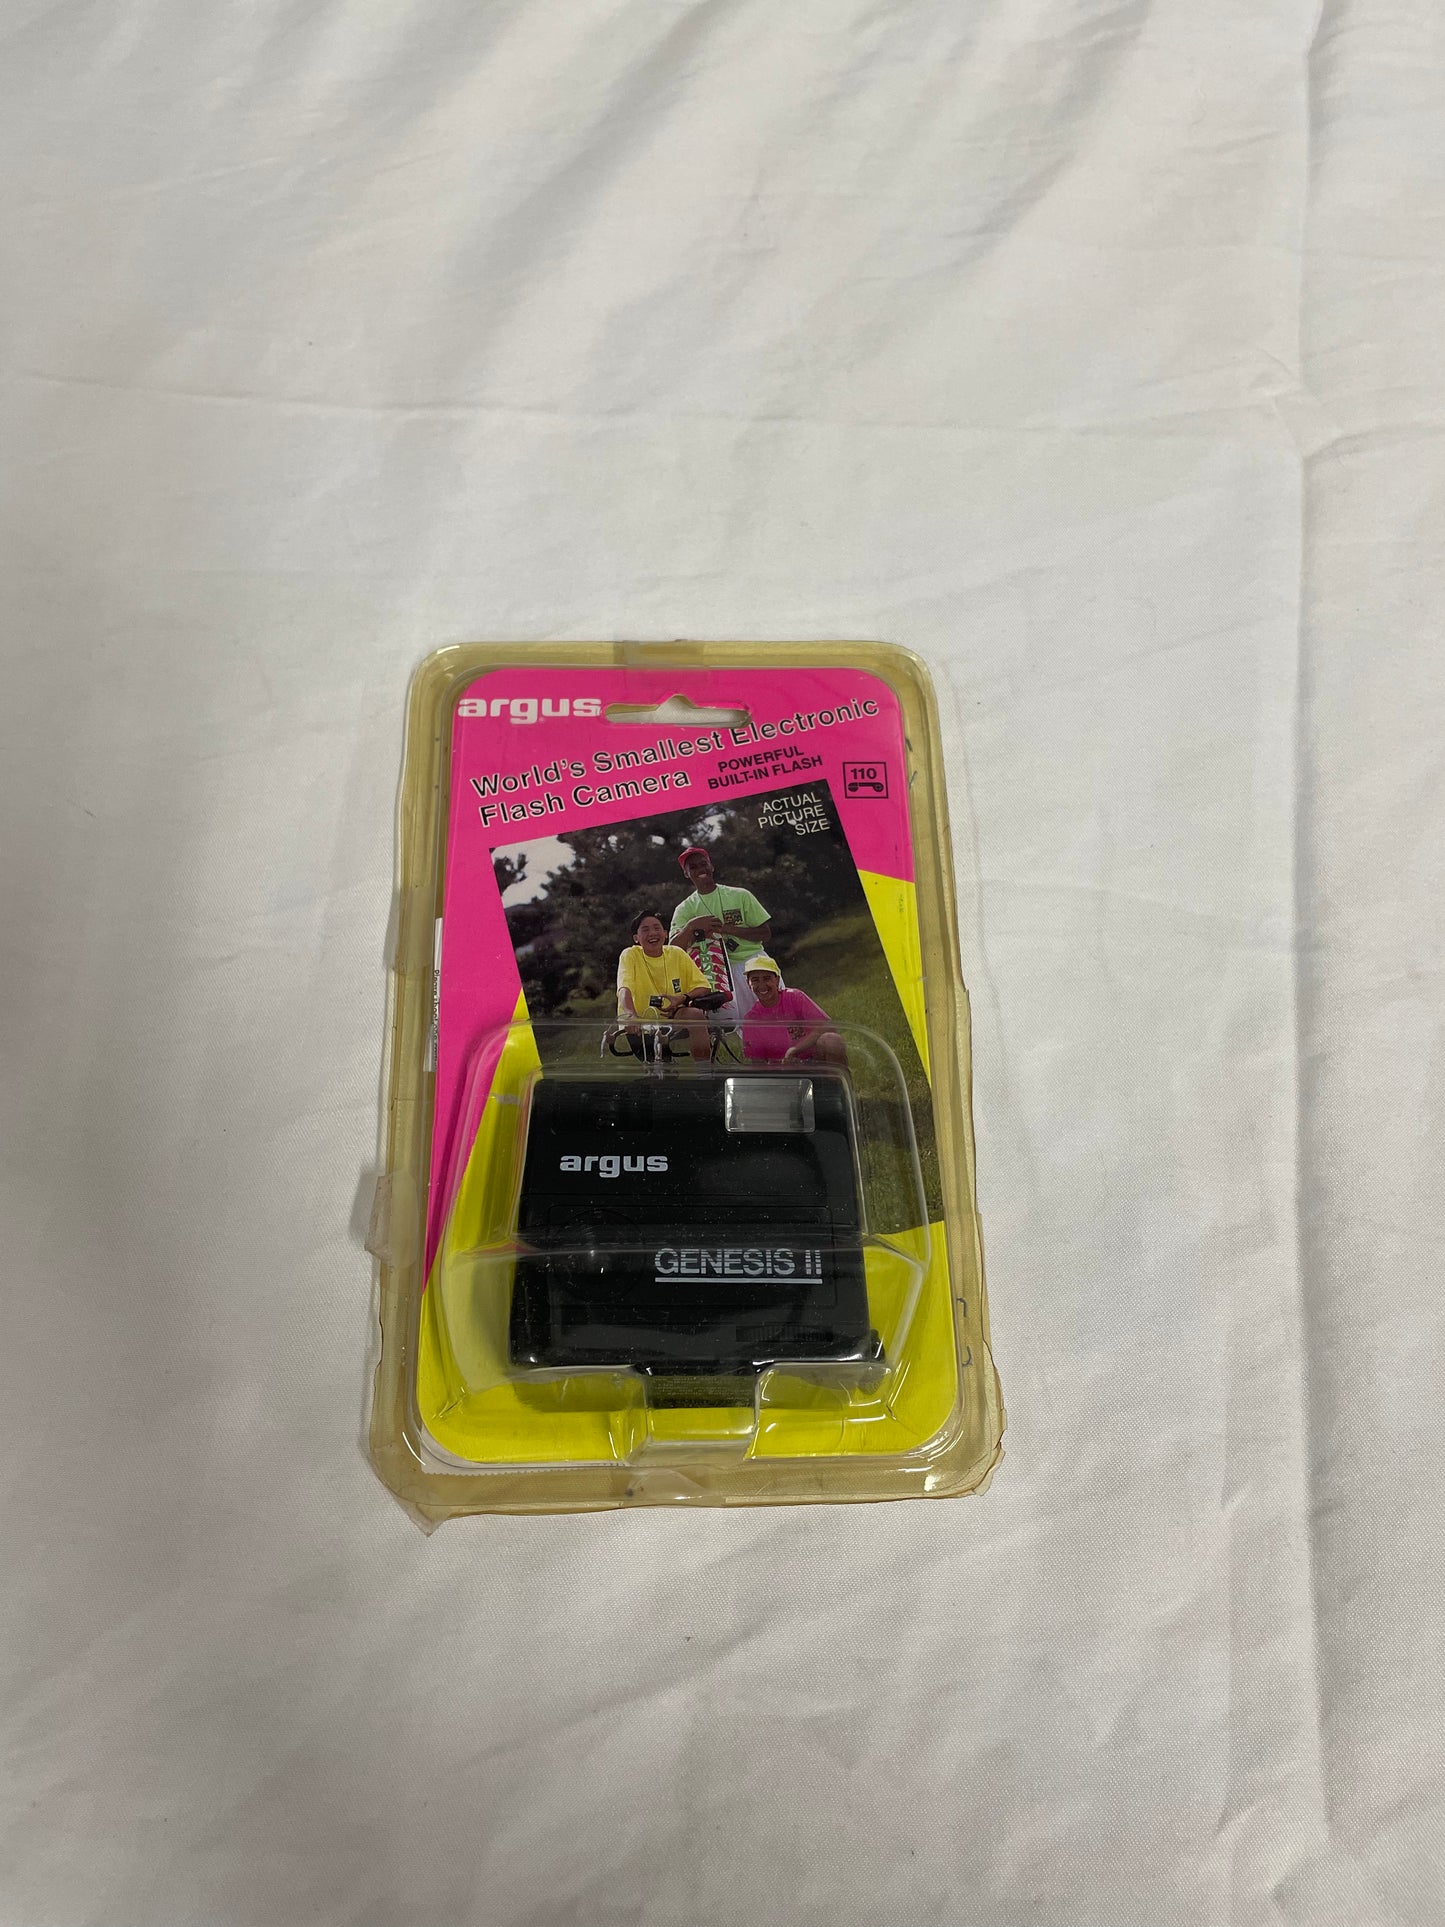 argus
World's Smallest Electronic
Flash Camera
POWERFUL
BUILT-IN FLASH
110
ACTUAL
PICTURE
SIZE
argus
GENESIS II